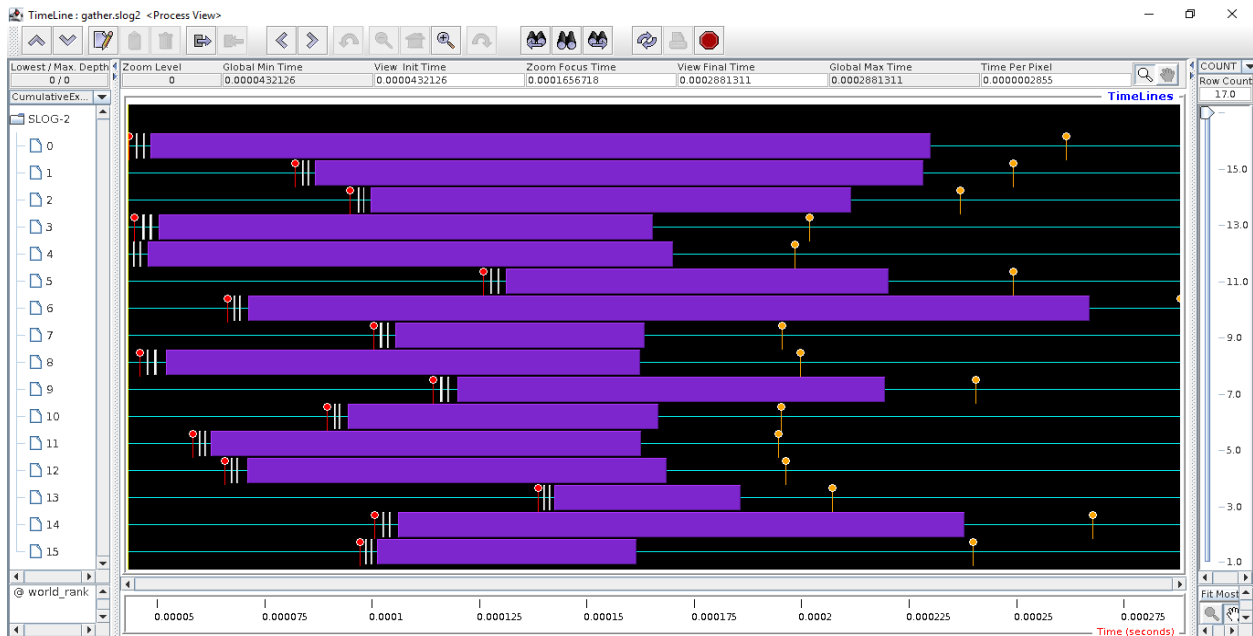 TimeLine : gather.slog2 <Process View>
Lowest / Max. Depth
0 / 0
Zoom Level
0
Global Min Time
0.0000432126
View Init Time
0.0000432126
Zoom Focus Time
0.0001656718
View Final Time
0.0002881311
Global Max Time
0.0002881311
Time Per Pixel
0.0000002855
COUNT
Row Count
17.0
CumulativeEx...
TimeLines
SLOG-2
0
1
2
3
4
5
6
7
8
9
10
11
12
13
14
15
15.0
13.0
11.0
9.0
7.0
5.0
3.0
1.0
@ world_rank
Fit Most
0.00005
0.000075
0.0001
0.000125
0.00015
0.000175
0.0002
0.000225
0.00025
0.000275
Time (seconds)